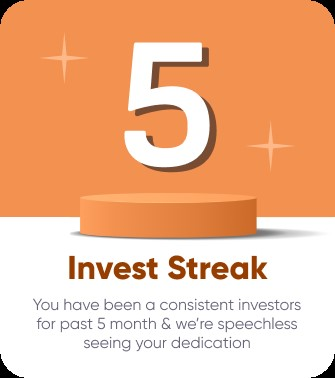 5
Invest Streak
You have been a consistent investors
for past 5 month & we're speechless
seeing your dedication